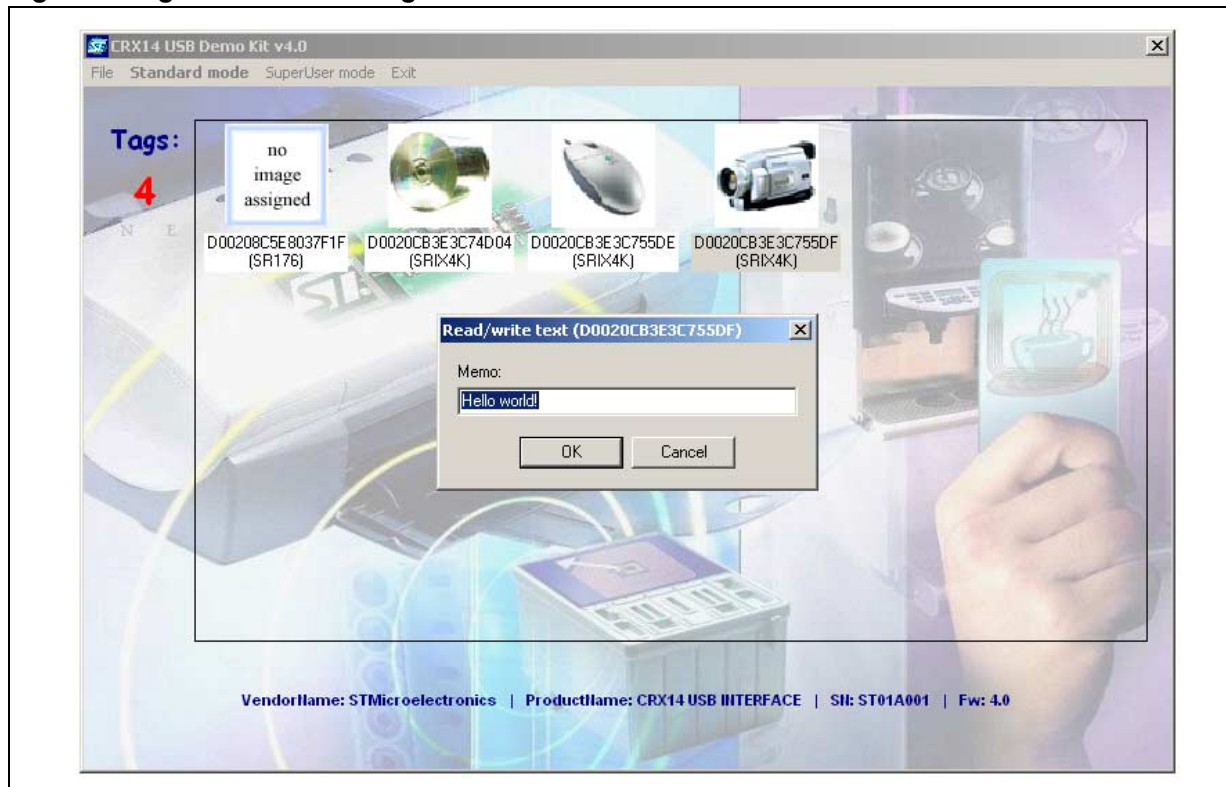 CRX14 USB Demo Kit v4.0
File Standard mode SuperUser mode Exit
Tags:
4
no
image
assigned
D00208C5E8037F1F
(SR176)
D0020CB3E3C74D04
(SRIX4K)
D0020CB3E3C755DE
(SRIX4K)
D0020CB3E3C755DF
(SRIX4K)
N E
Read/write text (D0020CB3E3C755DF)
Memo:
Hello world!
OK Cancel
VendorName: STMicroelectronics | ProductName: CRX14 USB INTERFACE | SN: ST01A001 | Fw: 4.0